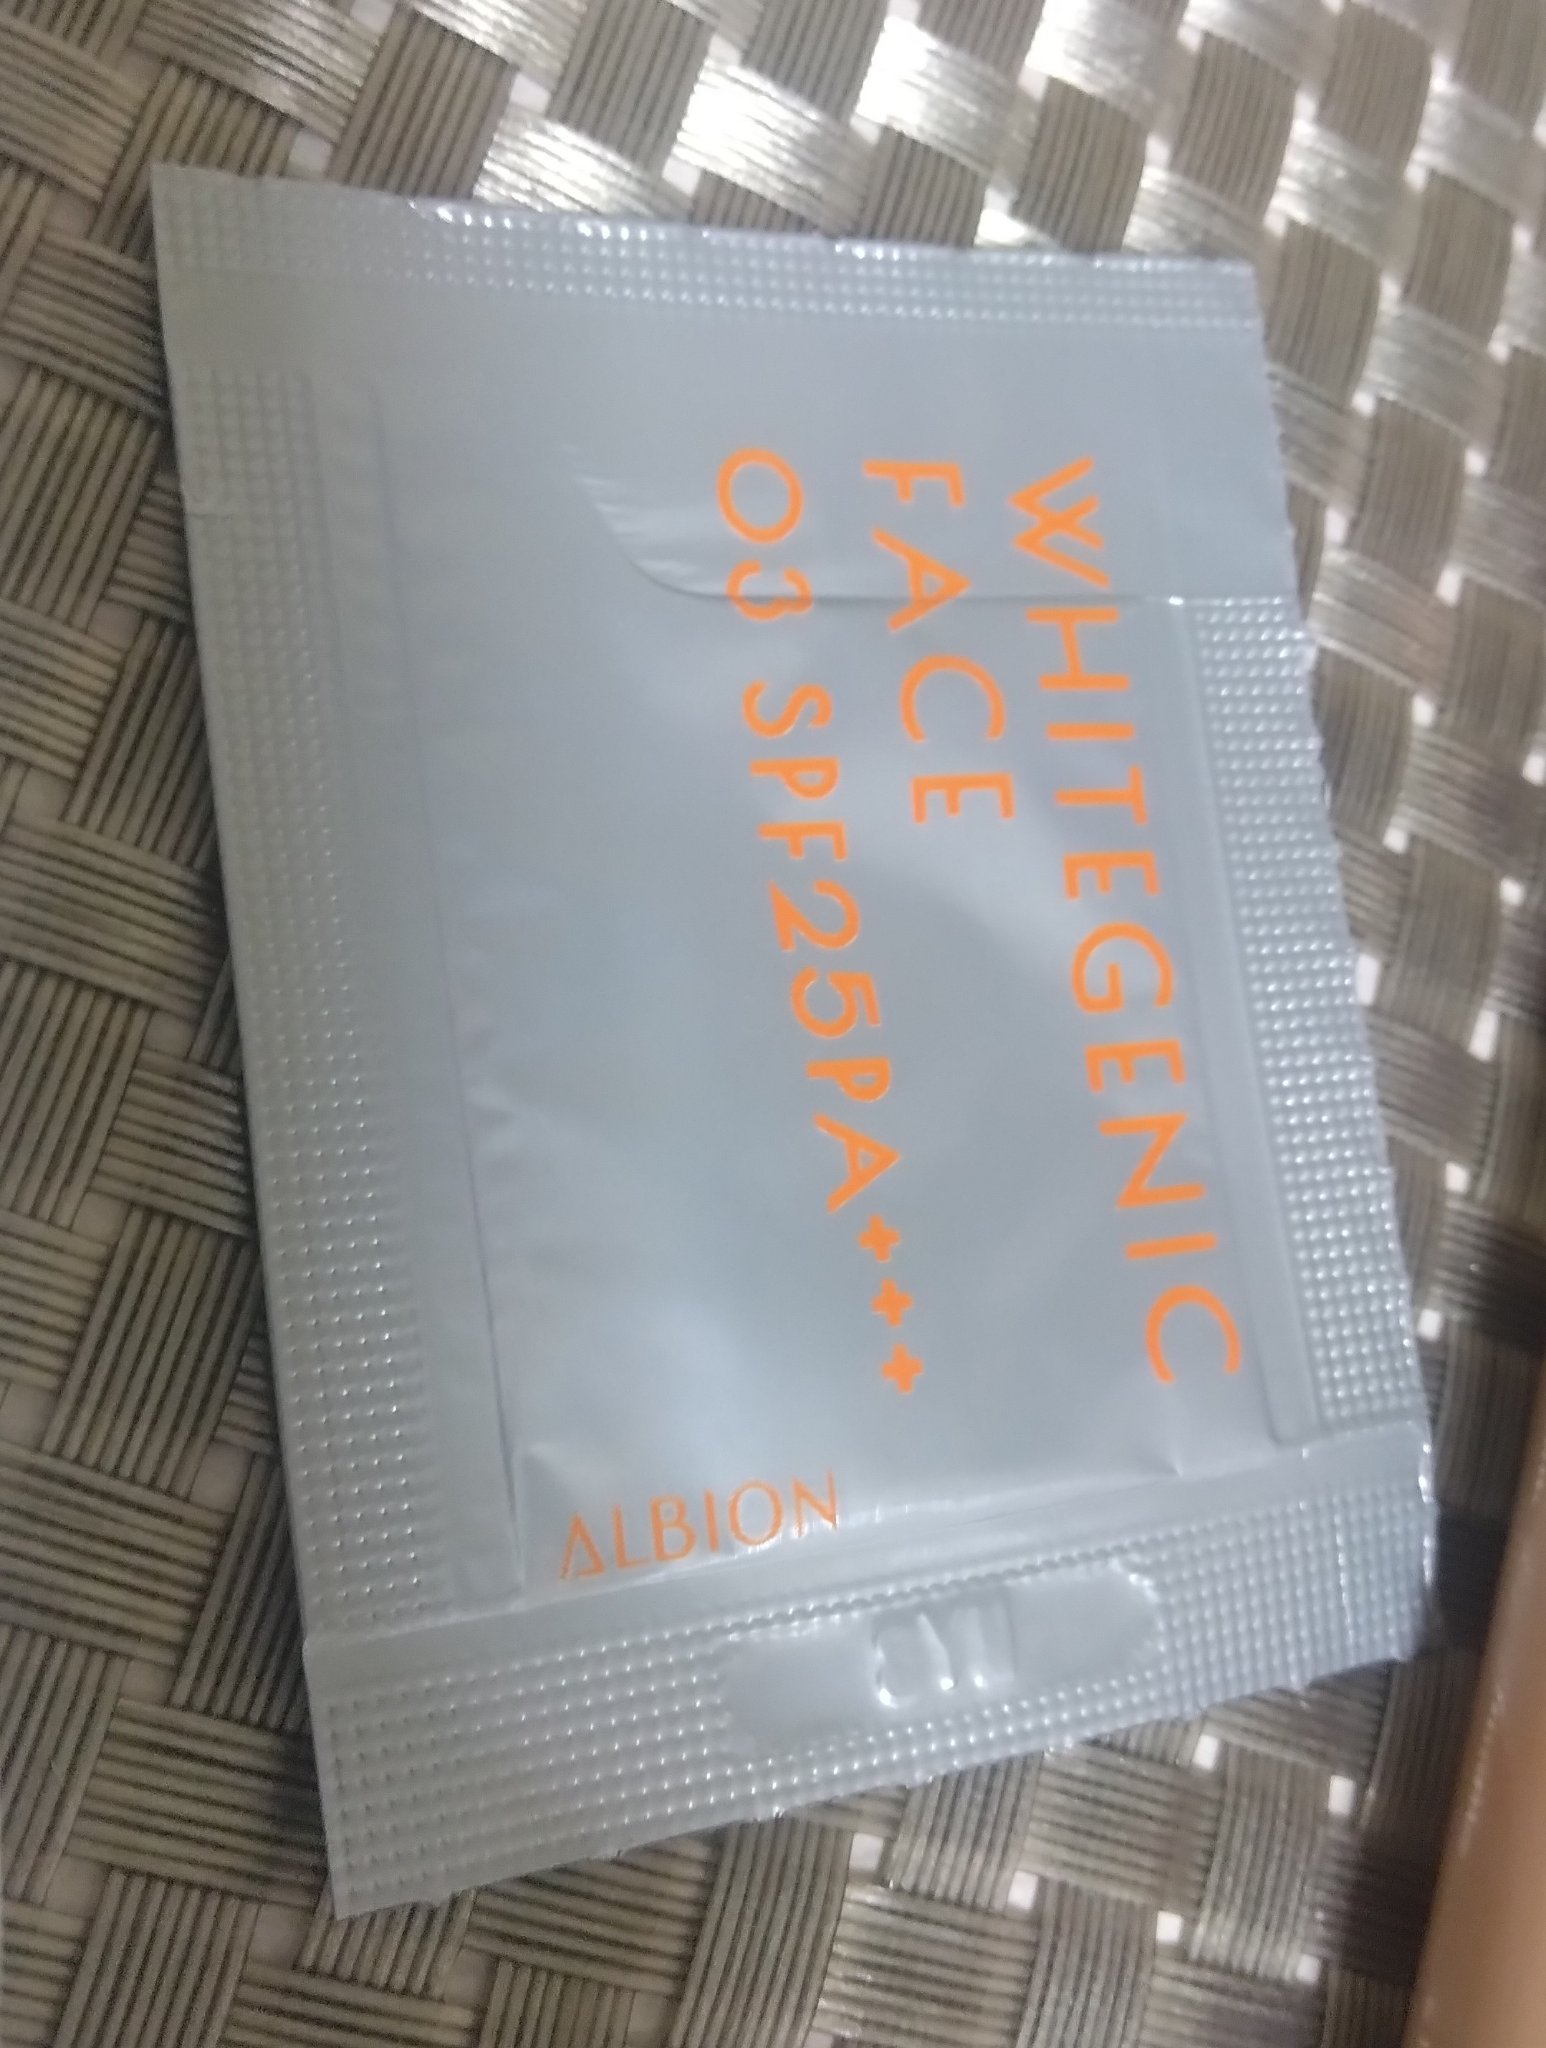 WHITEGENIC
FACE
03 SPF25PA+++
ALBION